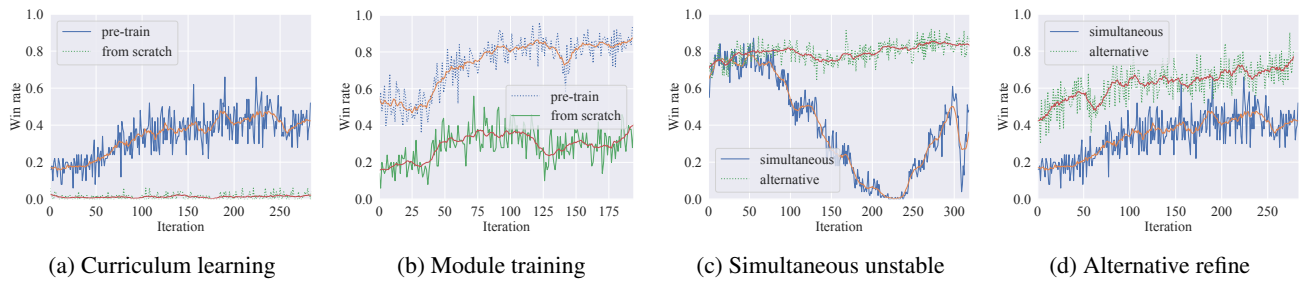 1.0
0.8
0.6
0.4
0.2
0.0
Win rate
pre-train
from scratch
0
50
100
150
200
250
Iteration
(a) Curriculum learning
1.0
0.8
0.6
0.4
0.2
0.0
Win rate
pre-train
from scratch
0
25
50
75
100
125
150
175
Iteration
(b) Module training
1.0
0.8
0.6
0.4
0.2
0.0
Win rate
simultaneous
alternative
0
50
100
150
200
250
300
Iteration
(c) Simultaneous unstable
1.0
0.8
0.6
0.4
0.2
0.0
Win rate
simultaneous
alternative
0
50
100
150
200
250
Iteration
(d) Alternative refine